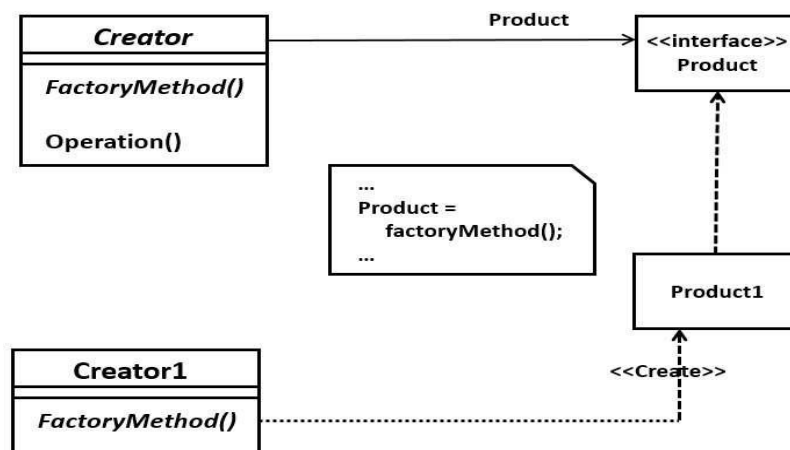 Creator
FactoryMethod()
Operation()
Product
<<interface>>
Product
...
Product =
factoryMethod();
...
Product1
<<Create>>
Creator1
FactoryMethod()